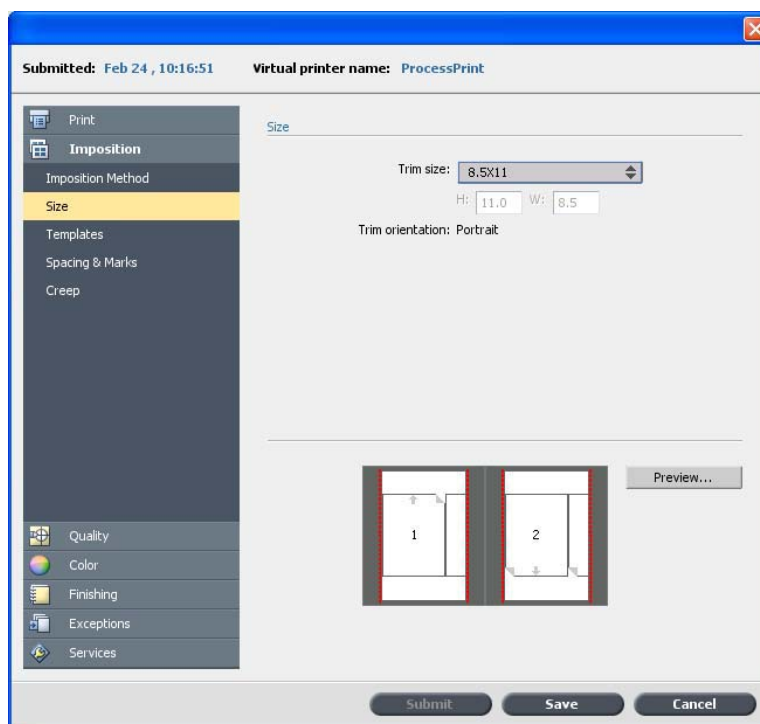 Submitted: Feb 24 , 10:16:51 Virtual printer name: ProcessPrint
Print
Imposition
Imposition Method
Size
Templates
Spacing & Marks
Creep
Quality
Color
Finishing
Exceptions
Services
Size
Trim size: 8.5X11
H: 11.0 W: 8.5
Trim orientation: Portrait
1 2
Preview...
Submit Save Cancel